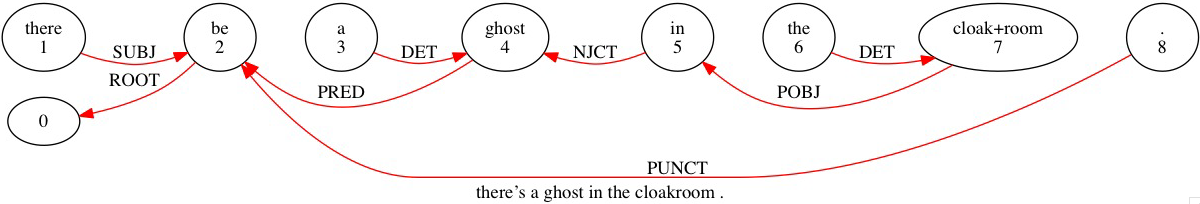 there be a ghost in the cloak+room .
1 2 3 4 5 6 7 8
SUBJ DET NJCT DET
ROOT PRED POBJ
0
PUNCT
there's a ghost in the cloakroom .